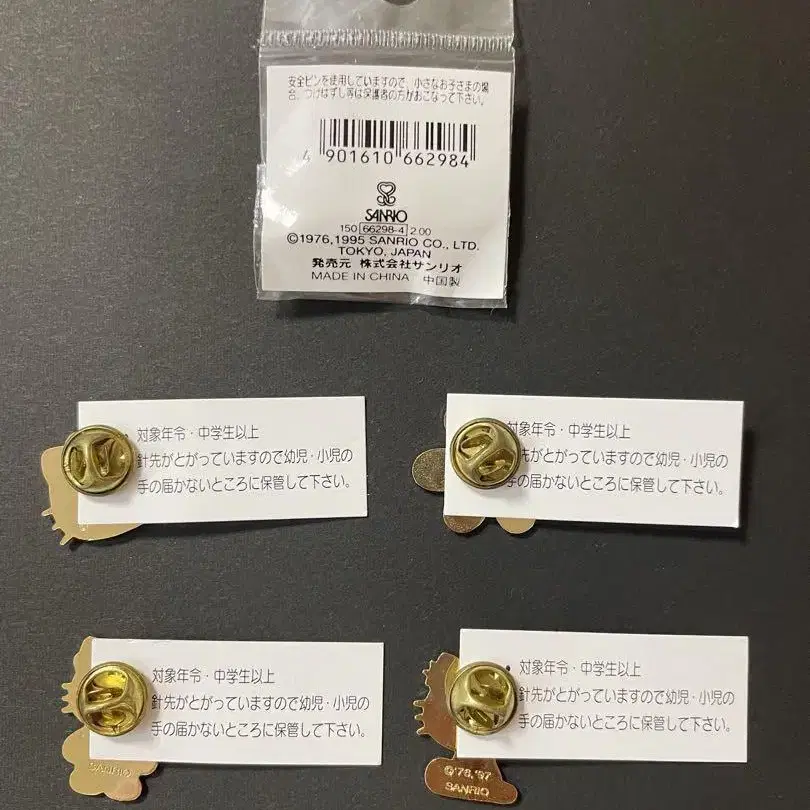 安全ピンを使用していますので、小さなお子さまの場
合、つけはずし等は保護者の方がおこなって下さい。
4 901610 662984
SANRIO
150 66298-4 2.00
©1976,1995 SANRIO CO., LTD.
TOKYO, JAPAN
発売元 株式会社サンリオ
MADE IN CHINA 中国製
対象年令・中学生以上
針先がとがっていますので幼児・小児の
手の届かないところに保管して下さい。
対象年令・中学生以上
先がとがっていますので幼児・小児の
手の届かないところに保管して下さい。
対象年令・中学生以上
針先がとがっていますので幼児・小児の
手の届かないところに保管して下さい。
SANRIO
・対象年令・中学生以上
針先がとがっていますので幼児・小児の
手の届かないところに保管して下さい。
©'76,'97
SANRIO